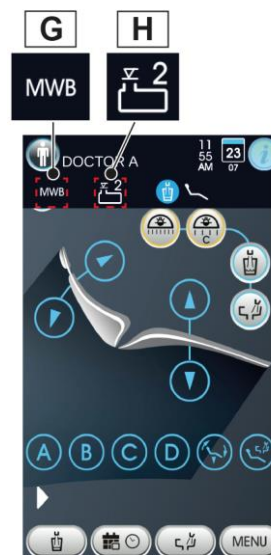 G H
MWB 2
DOCTOR A 11 55 AM 23 07 i
MWB 2
C
A B C D
MENU